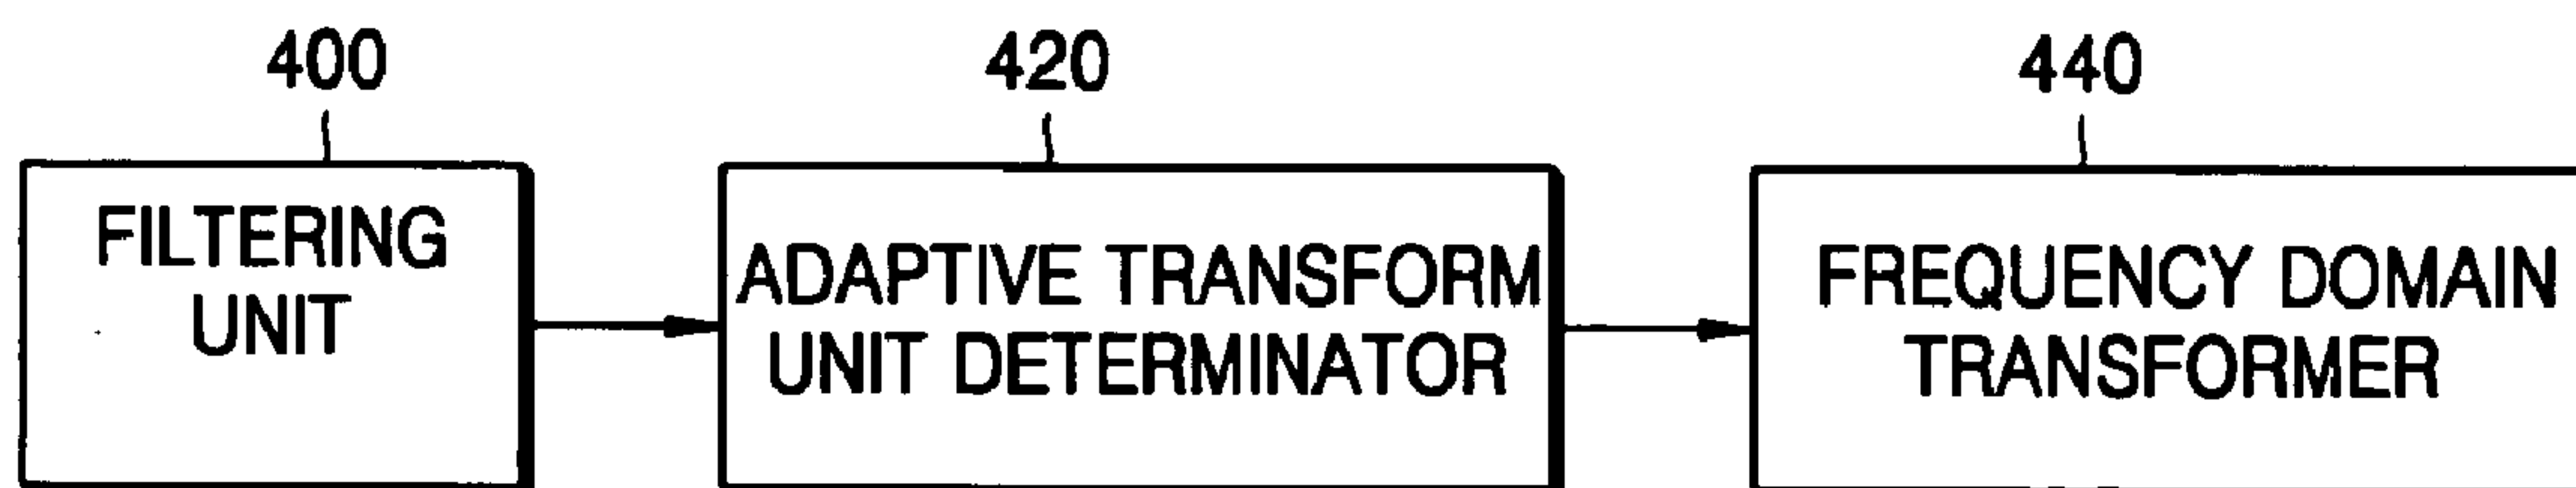 400
420
440
FILTERING
UNIT
ADAPTIVE TRANSFORM
UNIT DETERMINATOR
FREQUENCY DOMAIN
TRANSFORMER